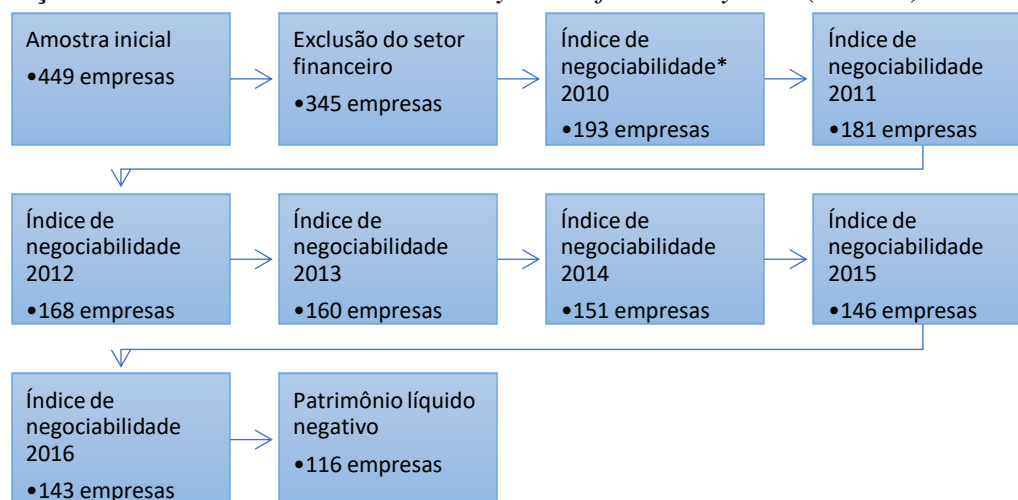 Amostra inicial
•449 empresas
Exclusão do setor
financeiro
•345 empresas
Índice de
negociabilidade*
2010
•193 empresas
Índice de
negociabilidade
2011
•181 empresas
Índice de
negociabilidade
2012
•168 empresas
Índice de
negociabilidade
2013
•160 empresas
Índice de
negociabilidade
2014
•151 empresas
Índice de
negociabilidade
2015
•146 empresas
Índice de
negociabilidade
2016
•143 empresas
Patrimônio líquido
negativo
•116 empresas